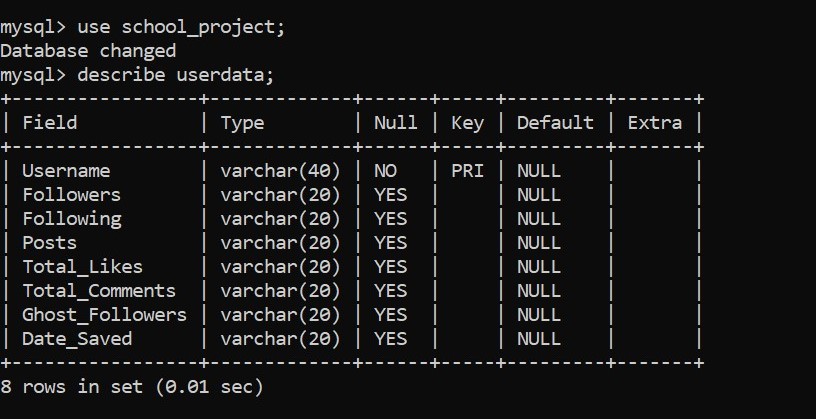 mysql> use school_project;
Database changed
mysql> describe userdata;
+-----------------+-------------+------+-----+---------+-------+
| Field           | Type        | Null | Key | Default | Extra |
+-----------------+-------------+------+-----+---------+-------+
| Username        | varchar(40) | NO   | PRI | NULL    |       |
| Followers       | varchar(20) | YES  |     | NULL    |       |
| Following       | varchar(20) | YES  |     | NULL    |       |
| Posts           | varchar(20) | YES  |     | NULL    |       |
| Total_Likes     | varchar(20) | YES  |     | NULL    |       |
| Total_Comments  | varchar(20) | YES  |     | NULL    |       |
| Ghost_Followers | varchar(20) | YES  |     | NULL    |       |
| Date_Saved      | varchar(20) | YES  |     | NULL    |       |
+-----------------+-------------+------+-----+---------+-------+
8 rows in set (0.01 sec)